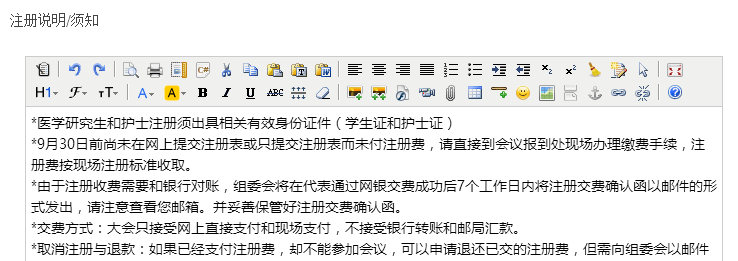 注册说明/须知
H1 ℱ тT A A B I U ABC
*医学研究生和护士注册须出具相关有效身份证件（学生证和护士证）
*9月30日前尚未在网上提交注册表或只提交注册表而未付注册费，请直接到会议报到处现场办理缴费手续，注
册费按现场注册标准收取。
*由于注册收费需要和银行对账，组委会将在代表通过网银交费成功后7个工作日内将注册交费确认函以邮件的形
式发出，请注意查看您邮箱。并妥善保管好注册交费确认函。
*交费方式：大会只接受网上直接支付和现场支付，不接受银行转账和邮局汇款。
*取消注册与退款：如果已经支付注册费，却不能参加会议，可以申请退还已交的注册费，但需向组委会以邮件